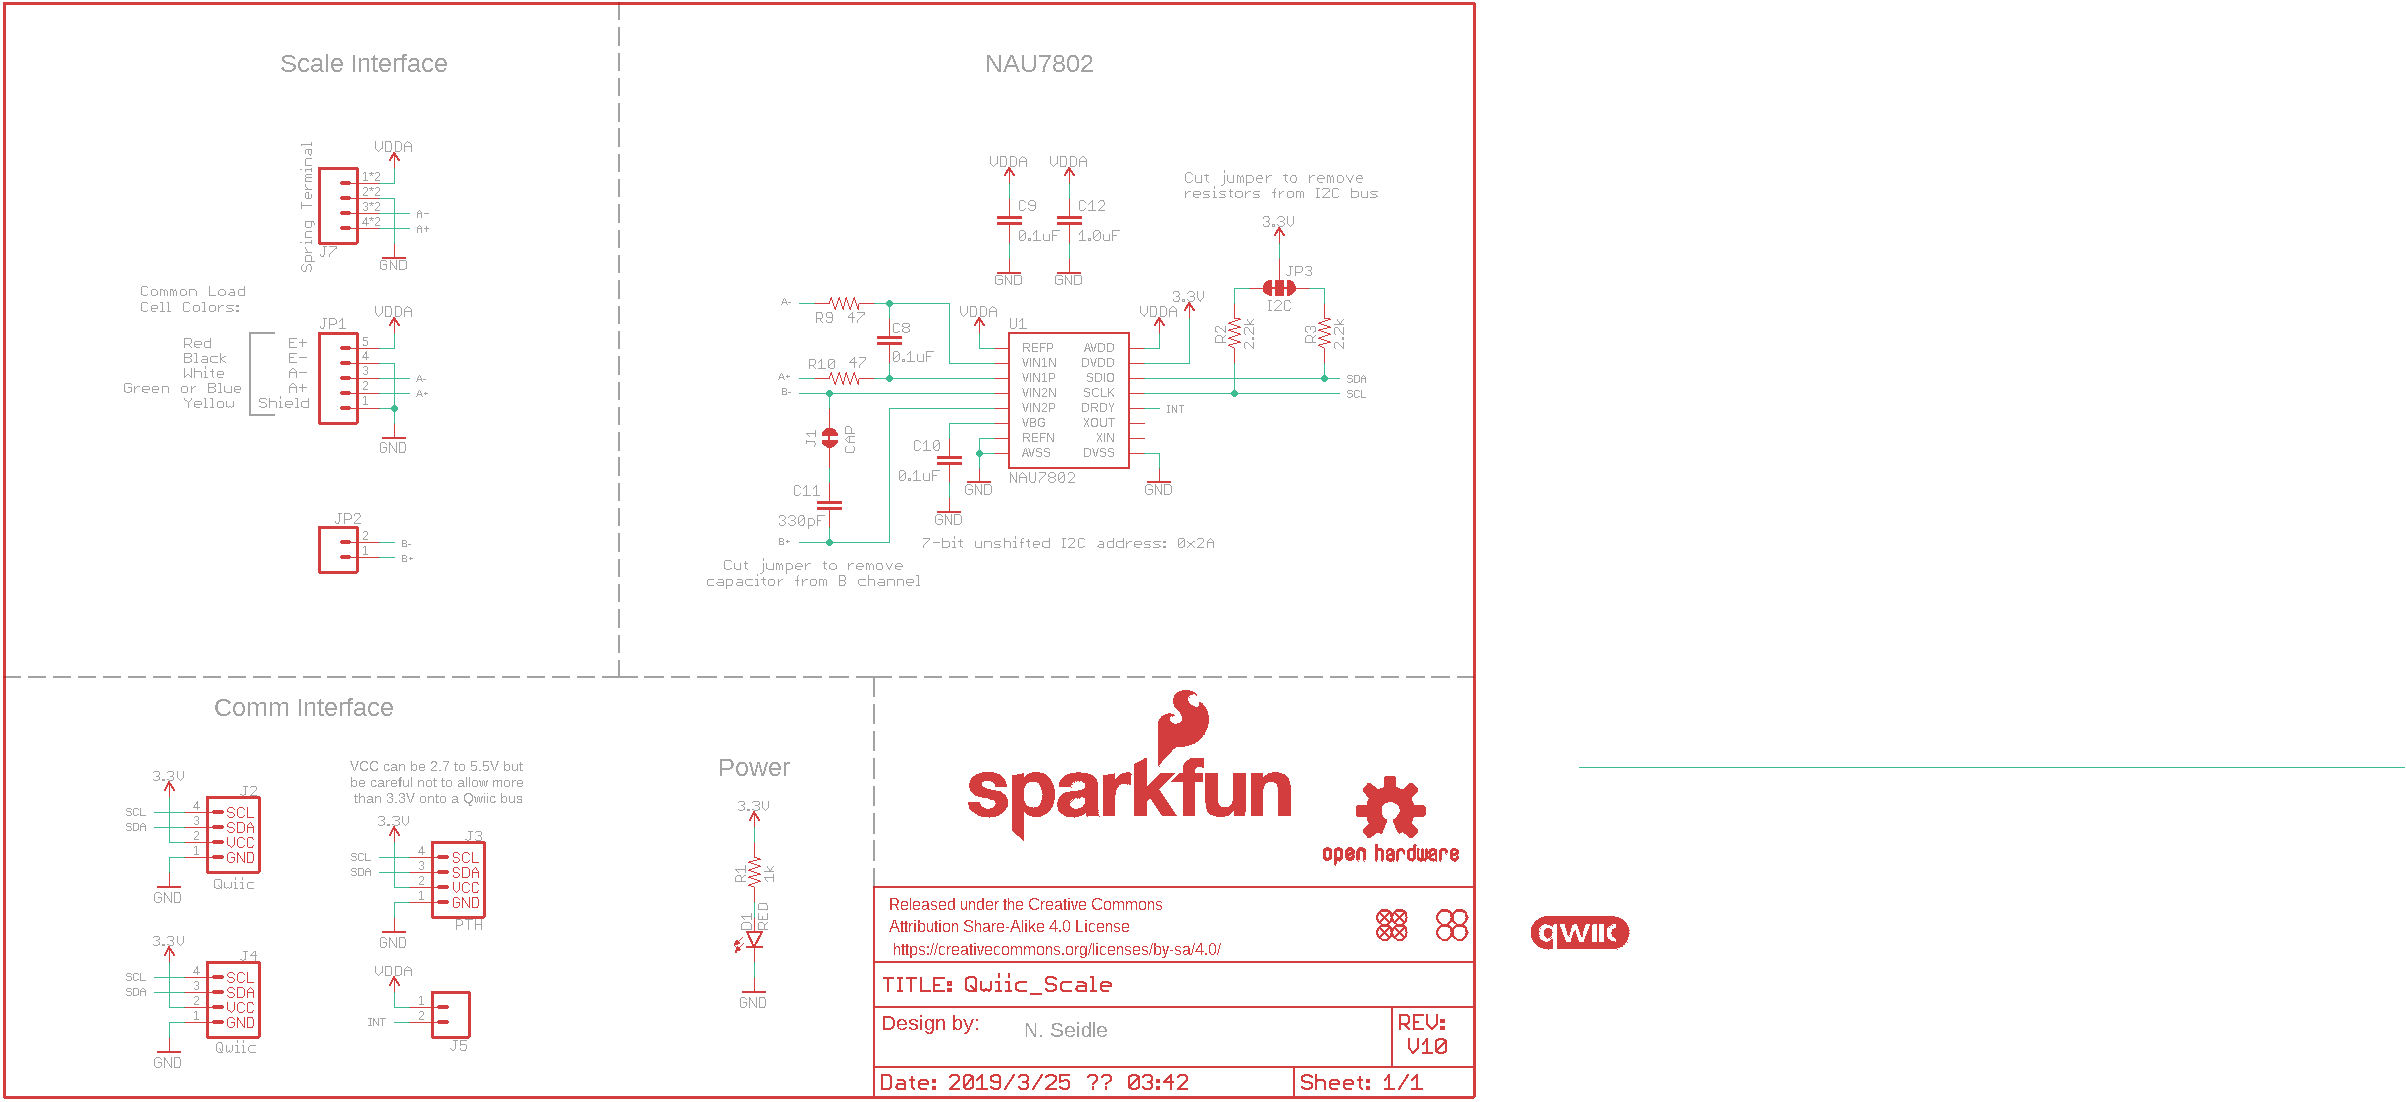 Scale Interface
NAU7802
Spring Terminal
VDDA
1*2
2*2
3*2
4*2
A-
A+
J7
GND
Common Load
Cell Colors:
JP1
VDDA
Red E+ 5
Black E- 4
White A- 3 A-
Green or Blue A+ 2 A+
Yellow Shield 1
GND
JP2
2 B-
1 B+
VDDA VDDA
C9 C12
0.1uF 1.0uF
GND GND
Cut jumper to remove
resistors from I2C bus
3.3V
JP3
I2C
R2 2.2k
R3 2.2k
A-
R9 47
C8
0.1uF
R10 47
A+
B-
J1 CAP
C11
330pF
B+
Cut jumper to remove
capacitor from B channel
C10
0.1uF
GND
VDDA
U1
VDDA
3.3V
REFP AVDD
VIN1N DVDD
VIN1P SDIO
VIN2N SCLK
VIN2P DRDY
VBG XOUT
REFN XIN
AVSS DVSS
NAU7802
SDA
SCL
INT
GND
GND
7-bit unshifted I2C address: 0x2A
Comm Interface
3.3V
J2
SCL 4 SCL
SDA 3 SDA
2 VCC
1 GND
GND
Qwiic
3.3V
J4
SCL 4 SCL
SDA 3 SDA
2 VCC
1 GND
GND
Qwiic
VCC can be 2.7 to 5.5V but
be careful not to allow more
than 3.3V onto a Qwiic bus
3.3V
J3
SCL 4 SCL
SDA 3 SDA
2 VCC
1 GND
GND
PTH
VDDA
1
INT 2
J5
Power
3.3V
R1 1k
D1 RED
GND
sparkfun
open hardware
Released under the Creative Commons
Attribution Share-Alike 4.0 License
https://creativecommons.org/licenses/by-sa/4.0/
TITLE: Qwiic_Scale
Design by: N. Seidle
REV:
V10
Date: 2019/3/25 ?? 03:42
Sheet: 1/1
qwiic